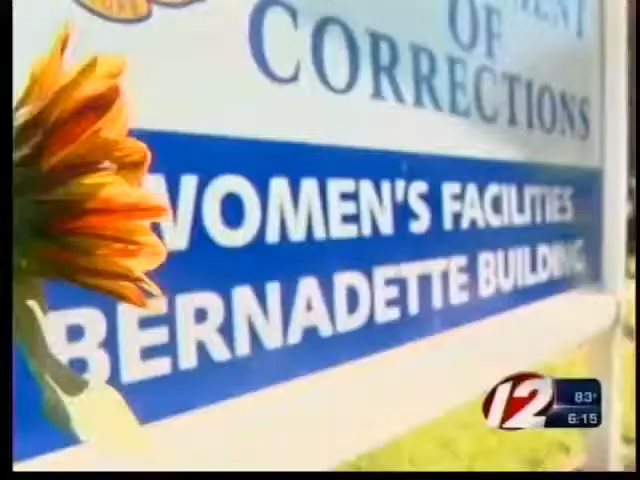 OF
CORRECTIONS
WOMEN'S FACILITIES
BERNADETTE BUILDING
12
83°
6:15